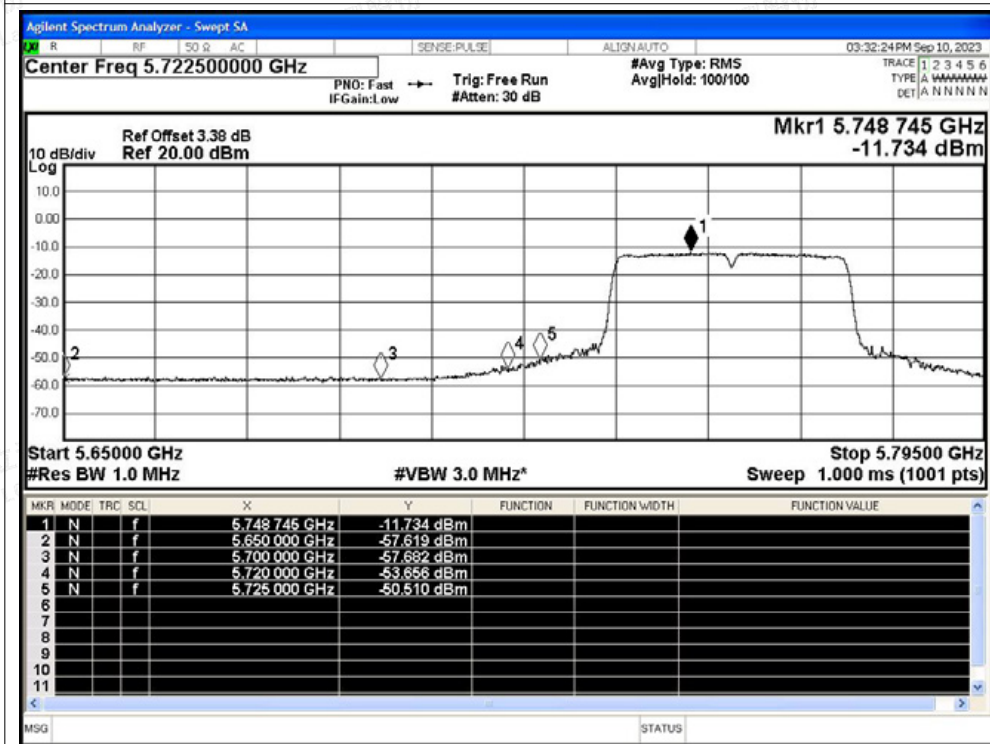 Agilent Spectrum Analyzer - Swept SA
R RF 50 Ω AC SENSE:PULSE ALIGN AUTO 03:32:24 PM Sep 10, 2023
Center Freq 5.722500000 GHz #Avg Type: RMS TRACE 1 2 3 4 5 6
PNO: Fast Trig: Free Run Avg|Hold: 100/100 TYPE A WWWWW
IFGain:Low #Atten: 30 dB DET A N N N N N
Ref Offset 3.38 dB Mkr1 5.748 745 GHz
10 dB/div Ref 20.00 dBm -11.734 dBm
Log
10.0
0.00
1
-10.0
-20.0
-30.0
-40.0
4 5
-50.0
2 3
-60.0
-70.0
Start 5.65000 GHz Stop 5.79500 GHz
#Res BW 1.0 MHz #VBW 3.0 MHz* Sweep 1.000 ms (1001 pts)
MKR MODE TRC SCL X Y FUNCTION FUNCTION WIDTH FUNCTION VALUE
1 N f 5.748 745 GHz -11.734 dBm
2 N f 5.650 000 GHz -57.619 dBm
3 N f 5.700 000 GHz -57.682 dBm
4 N f 5.720 000 GHz -53.656 dBm
5 N f 5.725 000 GHz -50.510 dBm
6
7
8
9
10
11
MSG STATUS